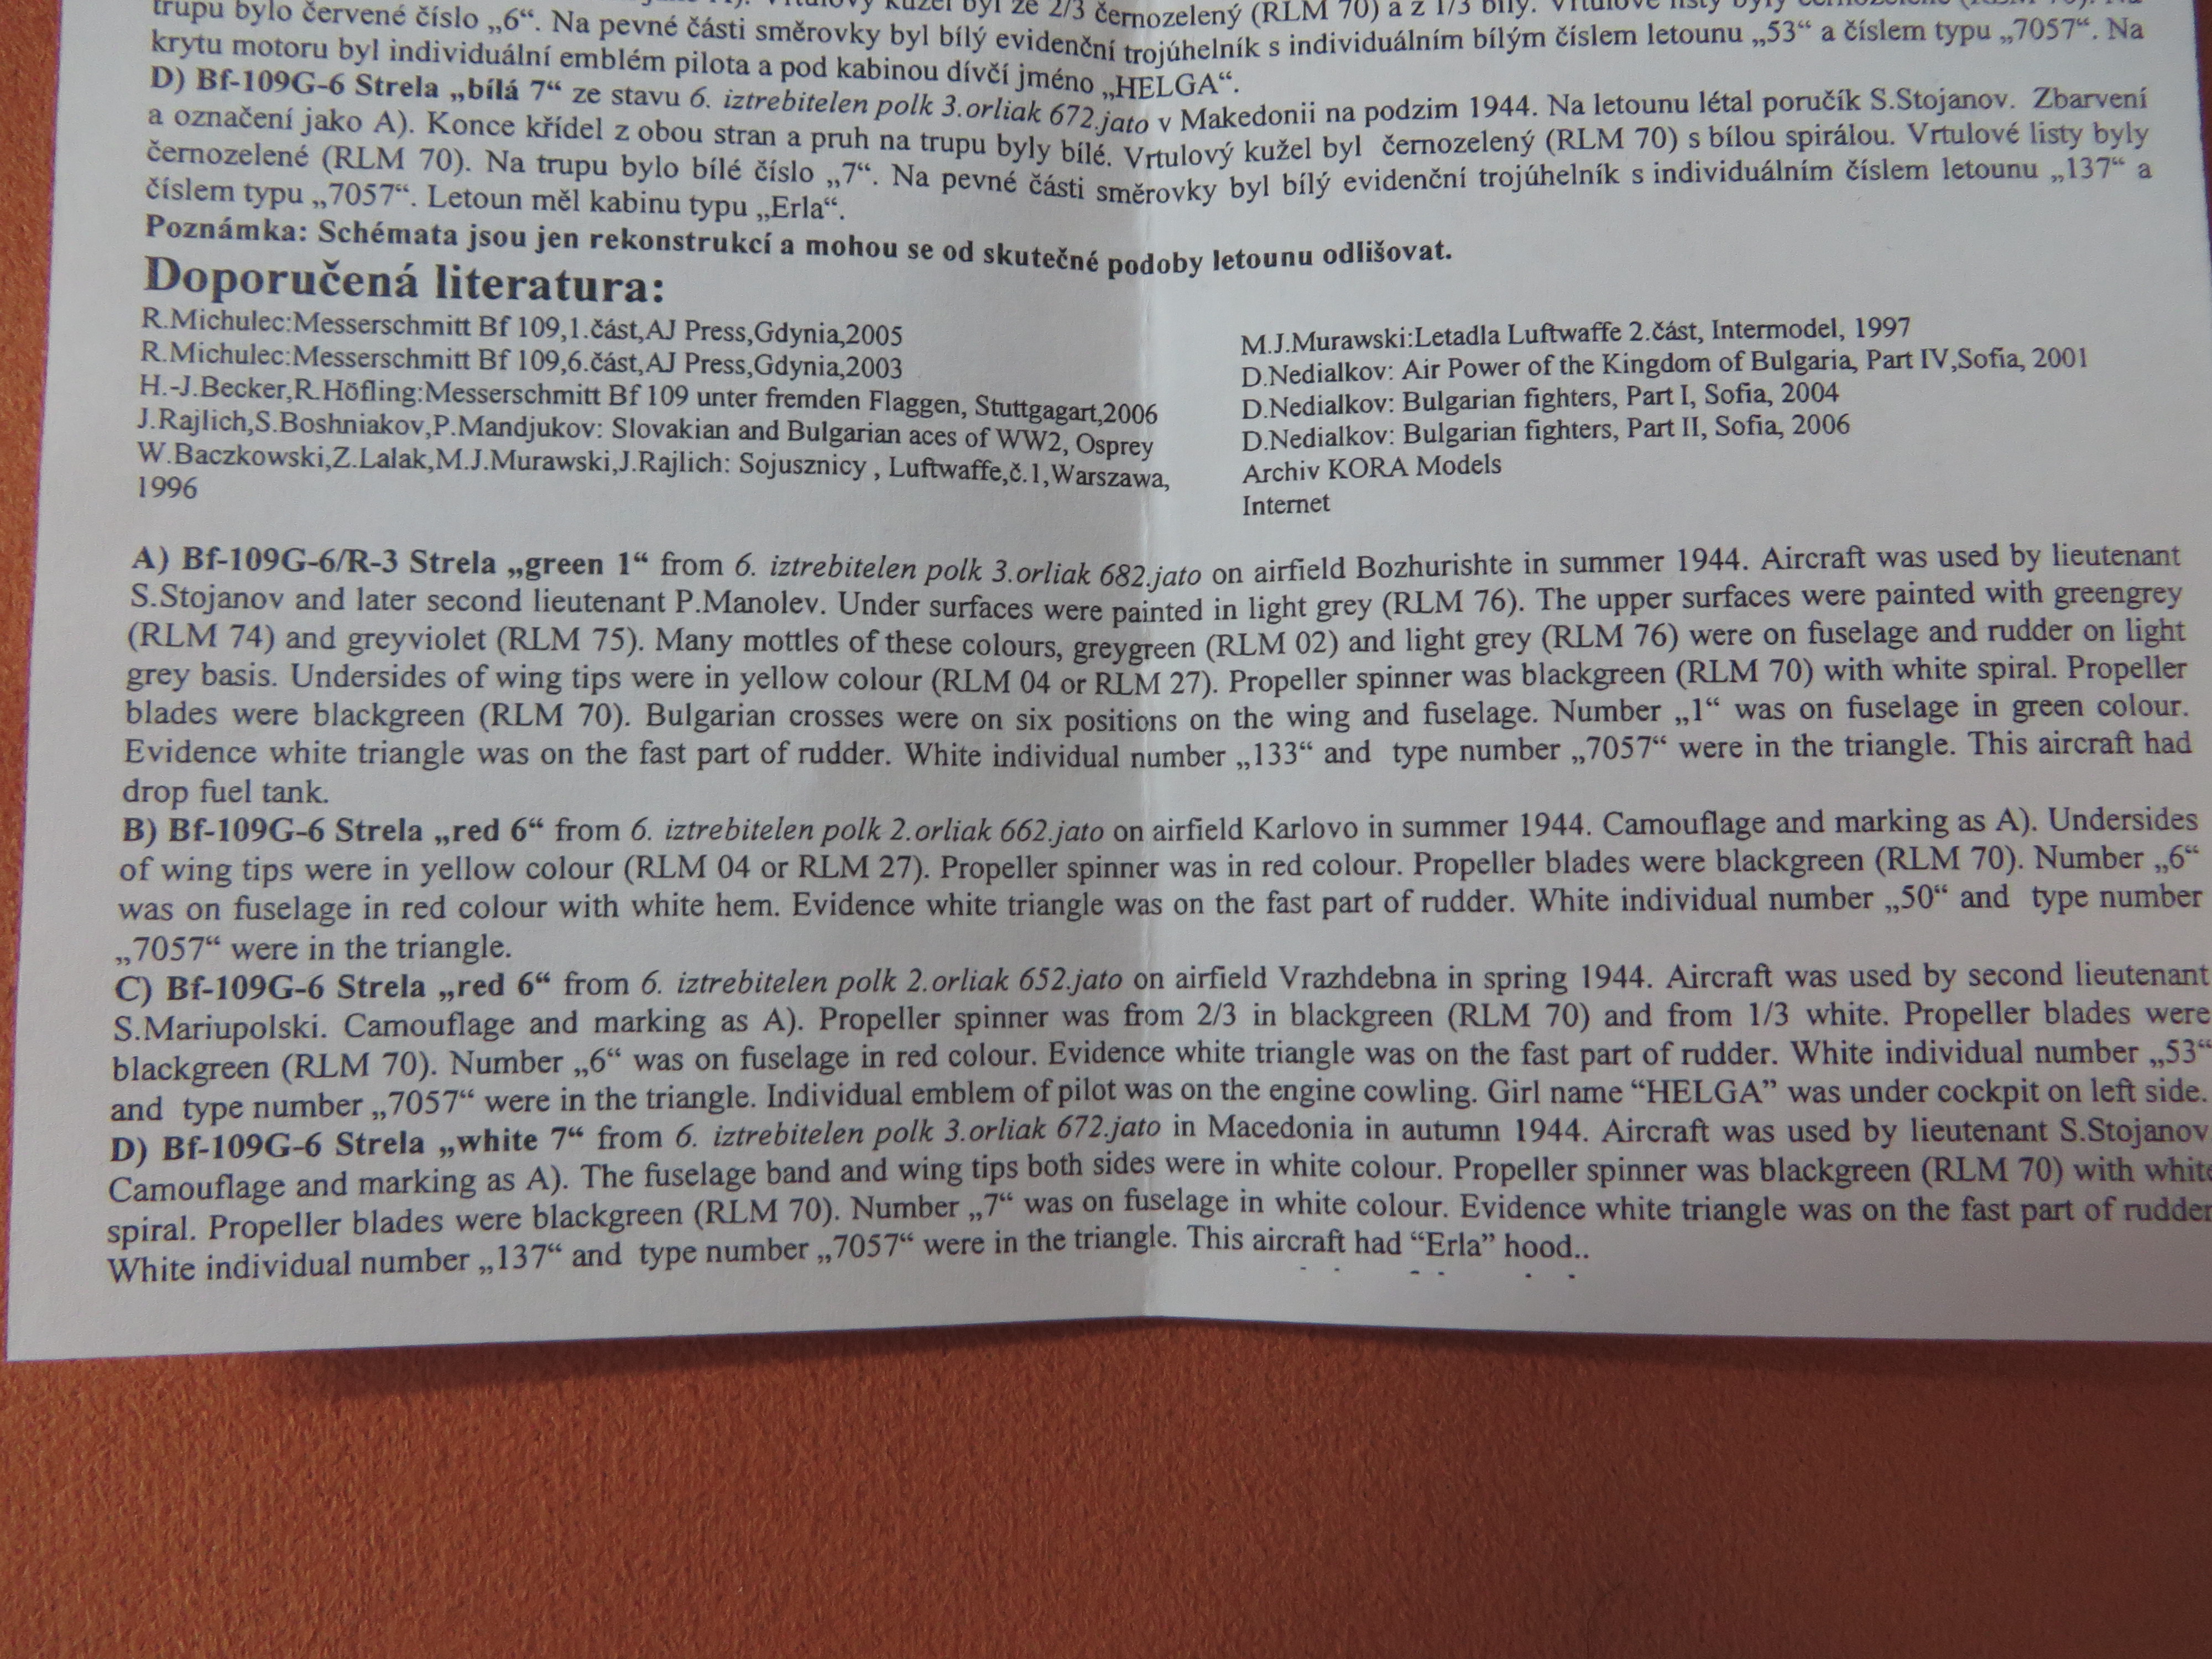 trupu bylo červené číslo „6“. Na pevné části směrovky byl bílý evidenční trojúhelník s individuálním bílým číslem letounu „53“ a číslem typu „7057“. Na
krytu motoru byl individuální emblém pilota a pod kabinou dívčí jméno „HELGA“.
D) Bf-109G-6 Strela „bílá 7“ ze stavu 6. iztrebitelen polk 3.orliak 672.jato v Makedonii na podzim 1944. Na letounu létal poručík S.Stojanov. Zbarvení
a označení jako A). Konce křídel z obou stran a pruh na trupu byly bílé. Vrtulový kužel byl černozelený (RLM 70) s bílou spirálou. Vrtulové listy byly
černozelené (RLM 70). Na trupu bylo bílé číslo „7“. Na pevné části směrovky byl bílý evidenční trojúhelník s individuálním číslem letounu „137“ a
číslem typu „7057“. Letoun měl kabinu typu „Erla“.
Poznámka: Schémata jsou jen rekonstrukcí a mohou se od skutečné podoby letounu odlišovat.
Doporučená literatura:
R.Michulec:Messerschmitt Bf 109,1.část,AJ Press,Gdynia,2005
R.Michulec:Messerschmitt Bf 109,6.část,AJ Press,Gdynia,2003
H.-J.Becker,R.Höfling:Messerschmitt Bf 109 unter fremden Flaggen, Stuttgagart,2006
J.Rajlich,S.Boshniakov,P.Mandjukov: Slovakian and Bulgarian aces of WW2, Osprey
W.Baczkowski,Z.Lalak,M.J.Murawski,J.Rajlich: Sojusznicy , Luftwaffe,č.1,Warszawa,
1996
M.J.Murawski:Letadla Luftwaffe 2.část, Intermodel, 1997
D.Nedialkov: Air Power of the Kingdom of Bulgaria, Part IV,Sofia, 2001
D.Nedialkov: Bulgarian fighters, Part I, Sofia, 2004
D.Nedialkov: Bulgarian fighters, Part II, Sofia, 2006
Archiv KORA Models
Internet
A) Bf-109G-6/R-3 Strela „green 1“ from 6. iztrebitelen polk 3.orliak 682.jato on airfield Bozhurishte in summer 1944. Aircraft was used by lieutenant
S.Stojanov and later second lieutenant P.Manolev. Under surfaces were painted in light grey (RLM 76). The upper surfaces were painted with greengrey
(RLM 74) and greyviolet (RLM 75). Many mottles of these colours, greygreen (RLM 02) and light grey (RLM 76) were on fuselage and rudder on light
grey basis. Undersides of wing tips were in yellow colour (RLM 04 or RLM 27). Propeller spinner was blackgreen (RLM 70) with white spiral. Propeller
blades were blackgreen (RLM 70). Bulgarian crosses were on six positions on the wing and fuselage. Number „1“ was on fuselage in green colour.
Evidence white triangle was on the fast part of rudder. White individual number „133“ and type number „7057“ were in the triangle. This aircraft had
drop fuel tank.
B) Bf-109G-6 Strela „red 6“ from 6. iztrebitelen polk 2.orliak 662.jato on airfield Karlovo in summer 1944. Camouflage and marking as A). Undersides
of wing tips were in yellow colour (RLM 04 or RLM 27). Propeller spinner was in red colour. Propeller blades were blackgreen (RLM 70). Number „6“
was on fuselage in red colour with white hem. Evidence white triangle was on the fast part of rudder. White individual number „50“ and type number
„7057“ were in the triangle.
C) Bf-109G-6 Strela „red 6“ from 6. iztrebitelen polk 2.orliak 652.jato on airfield Vrazhdebna in spring 1944. Aircraft was used by second lieutenant
S.Mariupolski. Camouflage and marking as A). Propeller spinner was from 2/3 in blackgreen (RLM 70) and from 1/3 white. Propeller blades were
blackgreen (RLM 70). Number „6“ was on fuselage in red colour. Evidence white triangle was on the fast part of rudder. White individual number „53“
and type number „7057“ were in the triangle. Individual emblem of pilot was on the engine cowling. Girl name “HELGA” was under cockpit on left side.
D) Bf-109G-6 Strela „white 7“ from 6. iztrebitelen polk 3.orliak 672.jato in Macedonia in autumn 1944. Aircraft was used by lieutenant S.Stojanov
Camouflage and marking as A). The fuselage band and wing tips both sides were in white colour. Propeller spinner was blackgreen (RLM 70) with white
spiral. Propeller blades were blackgreen (RLM 70). Number „7“ was on fuselage in white colour. Evidence white triangle was on the fast part of rudder
White individual number „137“ and type number „7057“ were in the triangle. This aircraft had “Erla” hood..